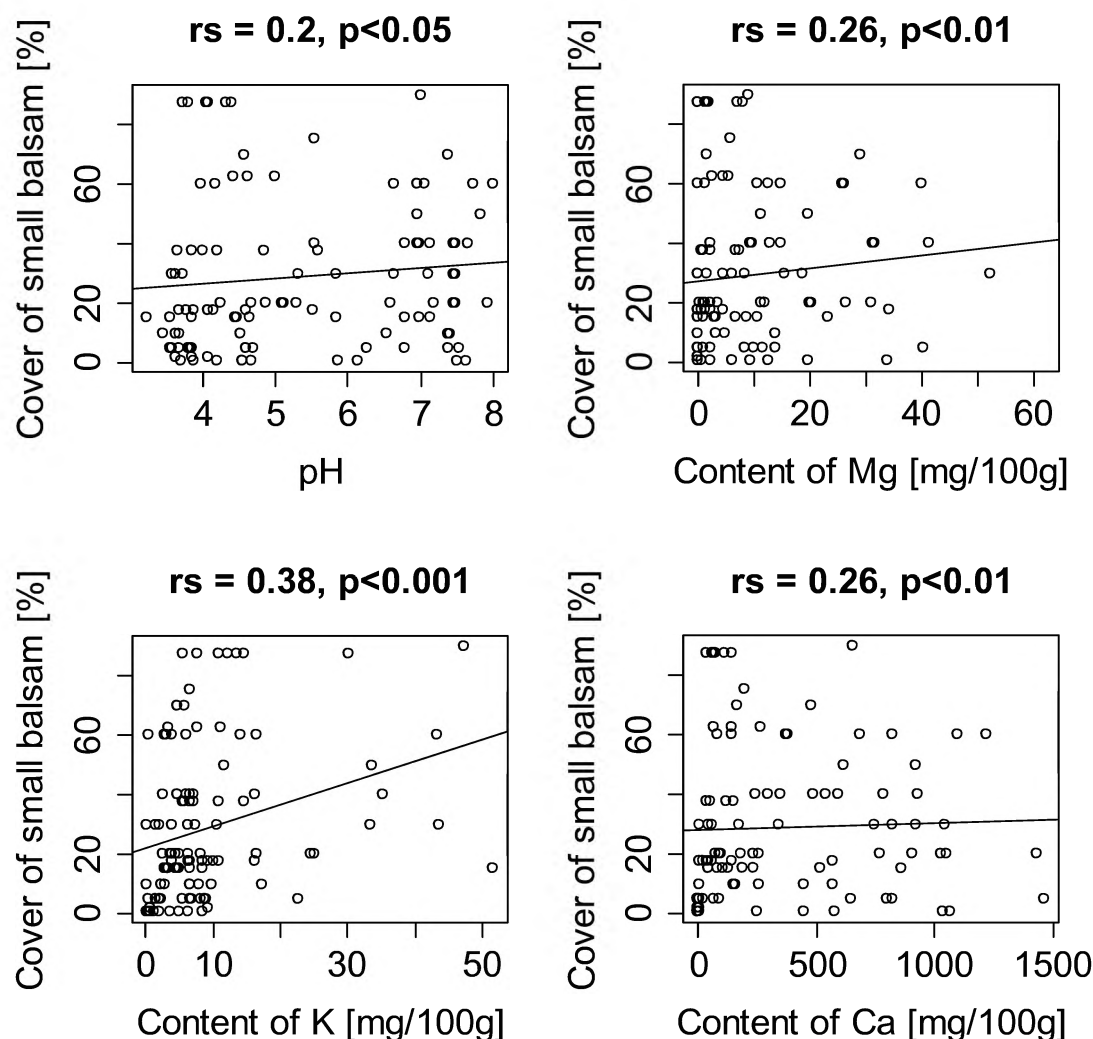 rs = 0.2, p<0.05
Cover of small balsam [%]
0 20 60
4 5 6 7 8
pH
rs = 0.26, p<0.01
Cover of small balsam [%]
0 20 60
0 20 40 60
Content of Mg [mg/100g]
rs = 0.38, p<0.001
Cover of small balsam [%]
0 20 60
0 10 30 50
Content of K [mg/100g]
rs = 0.26, p<0.01
Cover of small balsam [%]
0 20 60
0 500 1000 1500
Content of Ca [mg/100g]